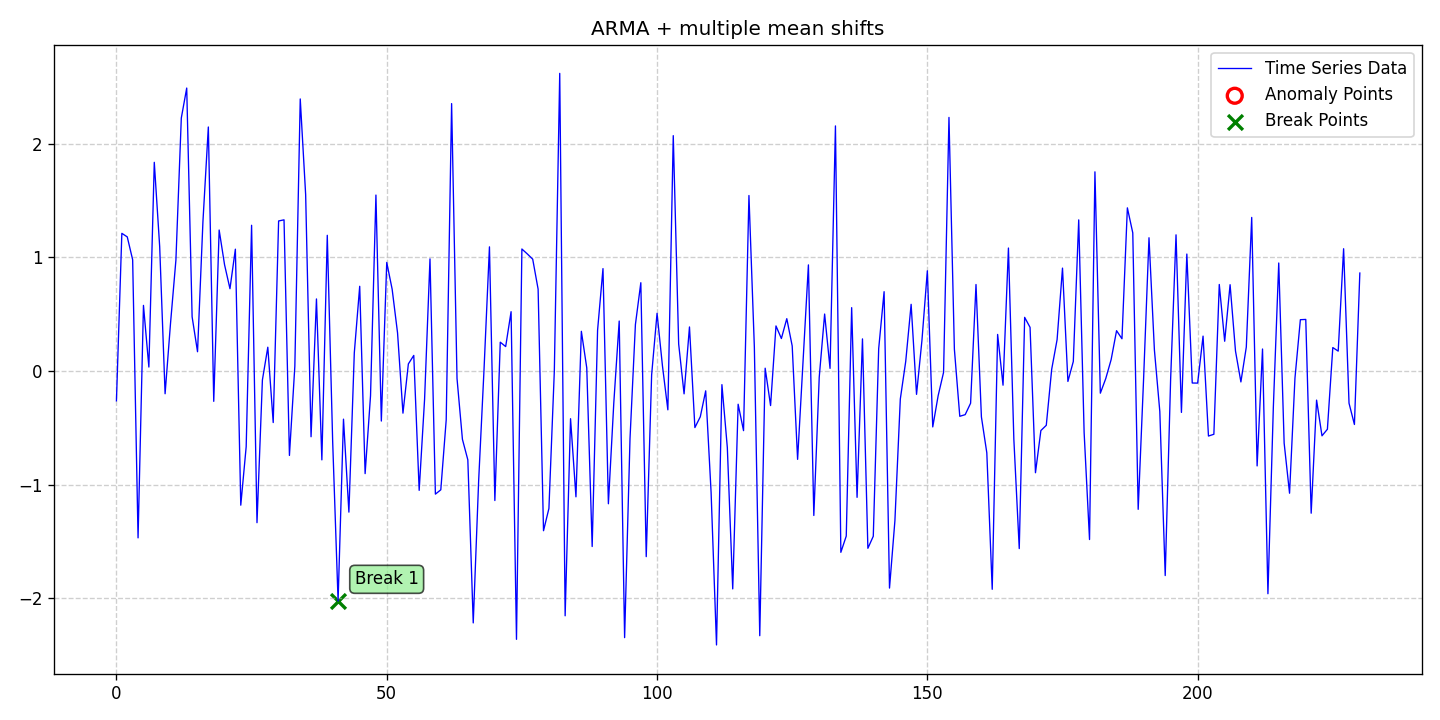 ARMA + multiple mean shifts
Time Series Data
Anomaly Points
Break Points
2
1
0
−1
−2
Break 1
0
50
100
150
200